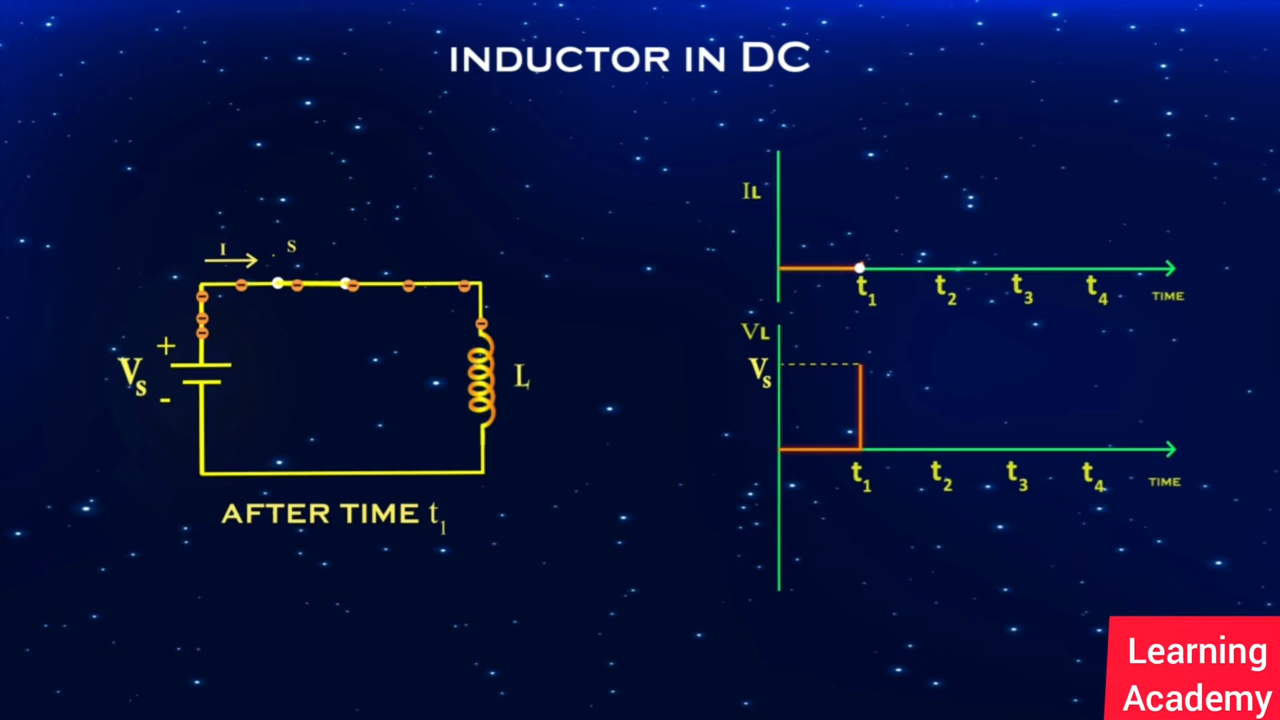 INDUCTOR IN DC
I
S
+
Vs
-
L
AFTER TIME t1
IL
t1 t2 t3 t4 TIME
VL
Vs
t1 t2 t3 t4 TIME
Learning
Academy